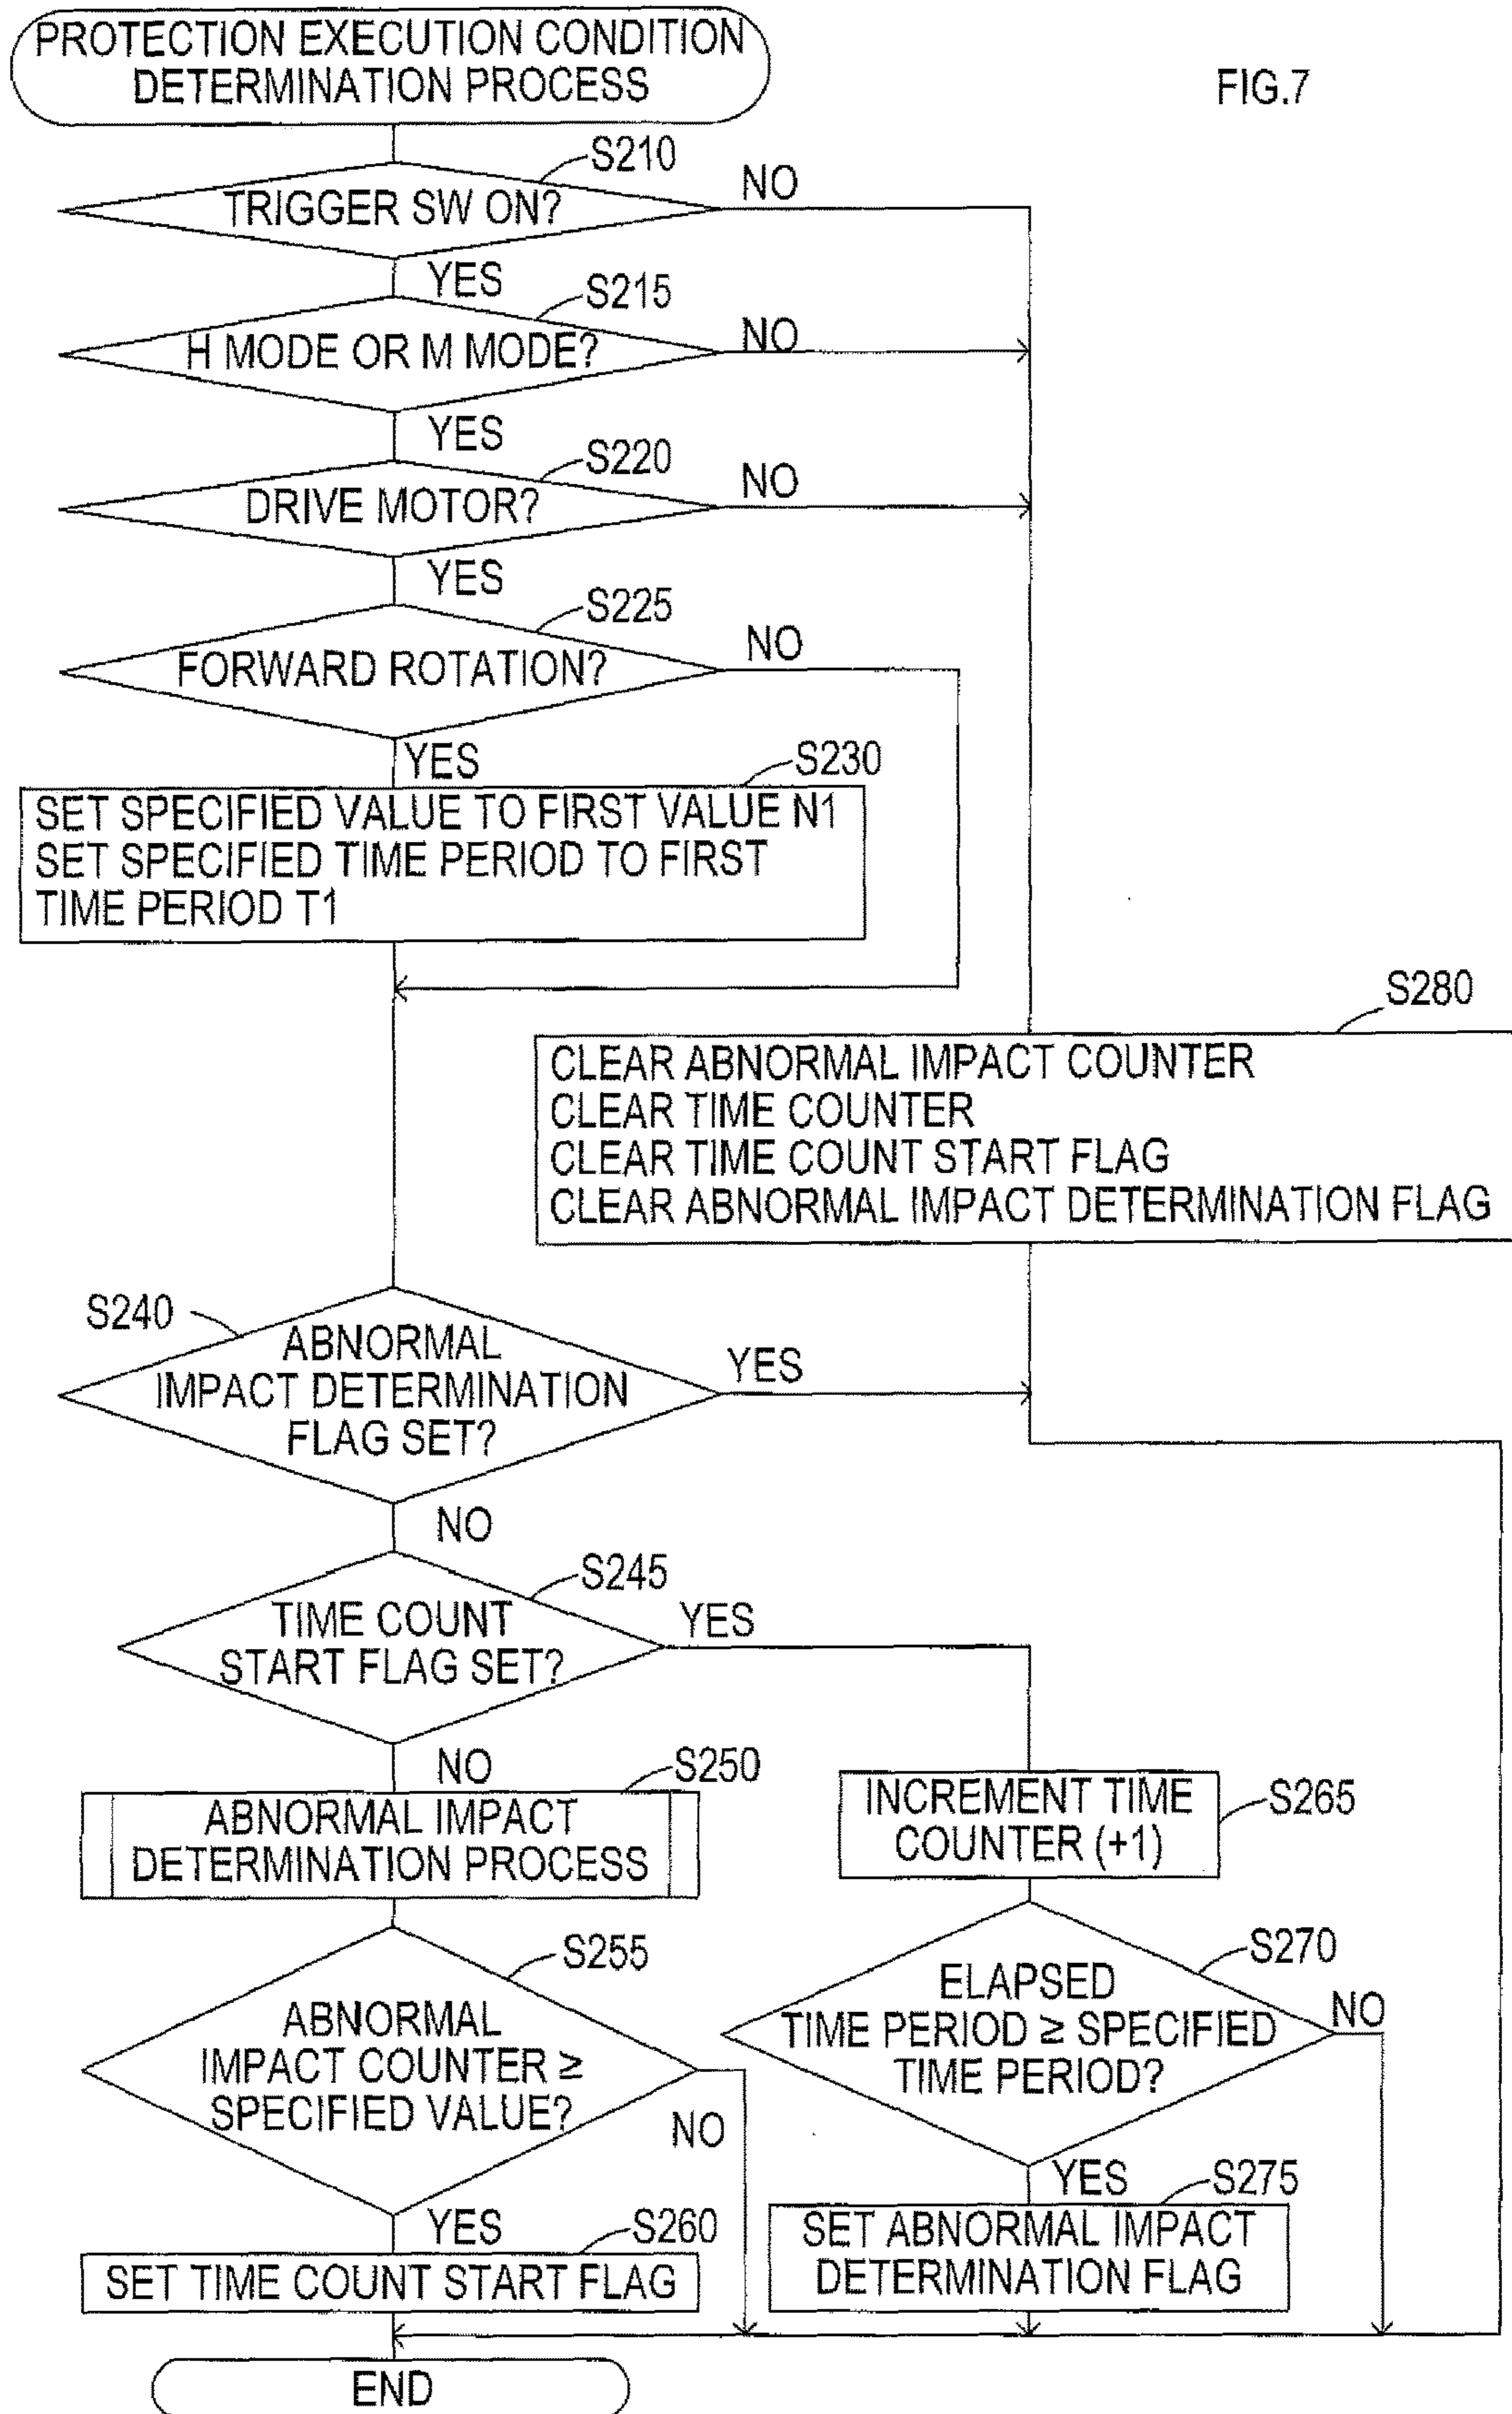 PROTECTION EXECUTION CONDITION
DETERMINATION PROCESS
FIG.7
S210
TRIGGER SW ON?
NO
YES
S215
H MODE OR M MODE?
NO
YES
S220
DRIVE MOTOR?
NO
YES
S225
FORWARD ROTATION?
NO
YES
S230
SET SPECIFIED VALUE TO FIRST VALUE N1
SET SPECIFIED TIME PERIOD TO FIRST
TIME PERIOD T1
S280
CLEAR ABNORMAL IMPACT COUNTER
CLEAR TIME COUNTER
CLEAR TIME COUNT START FLAG
CLEAR ABNORMAL IMPACT DETERMINATION FLAG
S240
ABNORMAL
IMPACT DETERMINATION
FLAG SET?
YES
NO
S245
TIME COUNT
START FLAG SET?
YES
NO
S250
ABNORMAL IMPACT
DETERMINATION PROCESS
INCREMENT TIME
COUNTER (+1)
S265
S255
ABNORMAL
IMPACT COUNTER ≥
SPECIFIED VALUE?
NO
YES
S270
ELAPSED
TIME PERIOD ≥ SPECIFIED
TIME PERIOD?
NO
YES
S260
SET TIME COUNT START FLAG
S275
SET ABNORMAL IMPACT
DETERMINATION FLAG
END